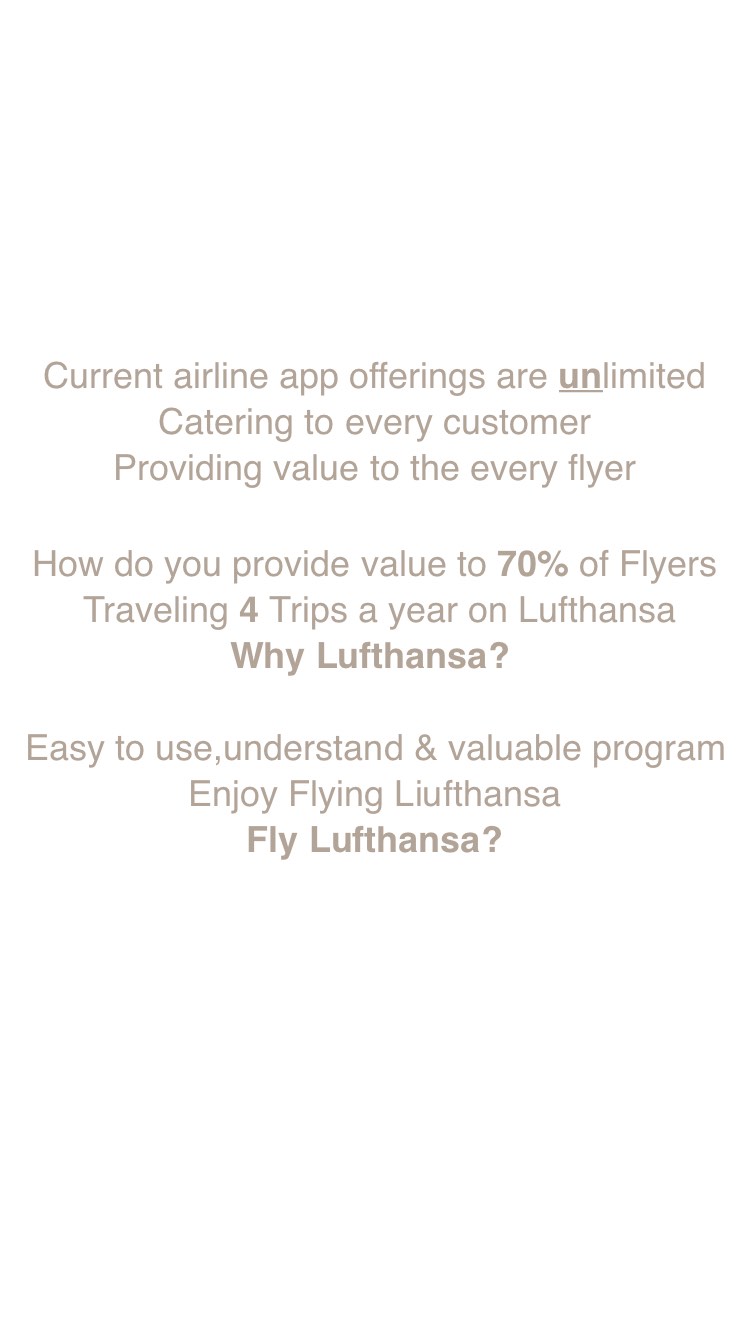 Current airline app offerings are unlimited
Catering to every customer
Providing value to the every flyer
How do you provide value to 70% of Flyers
Traveling 4 Trips a year on Lufthansa
Why Lufthansa?
Easy to use,understand & valuable program
Enjoy Flying Liufthansa
Fly Lufthansa?